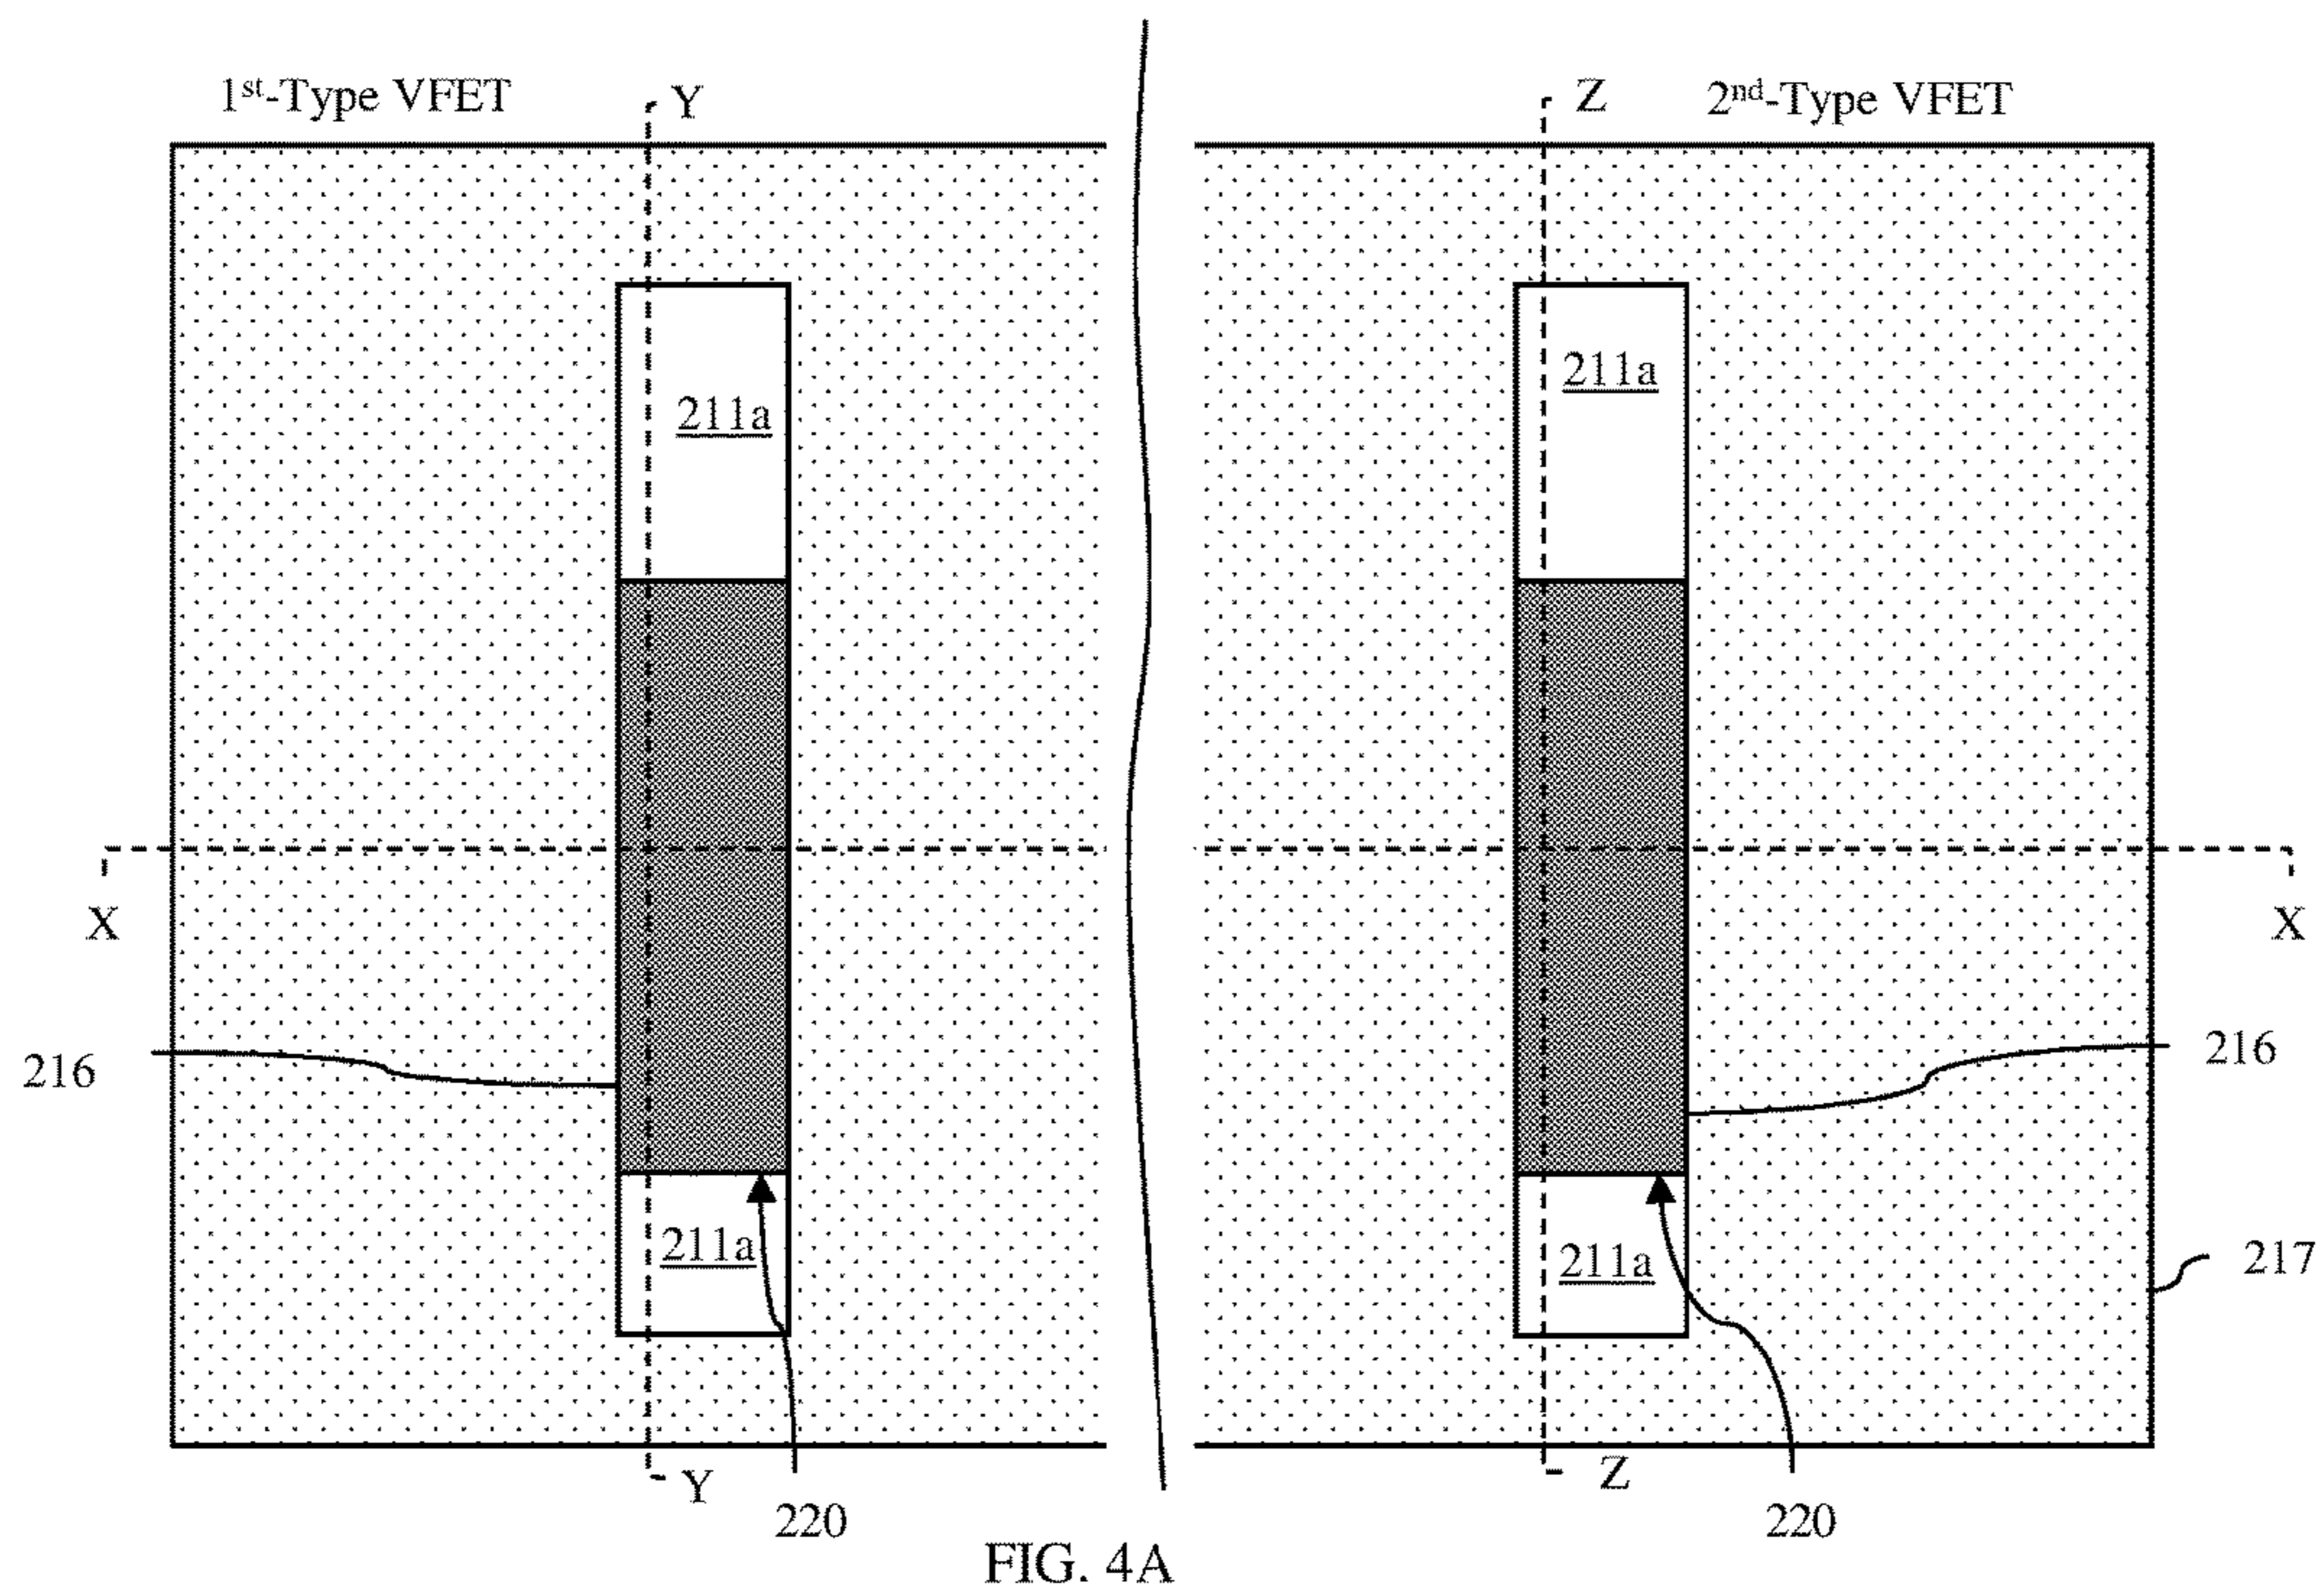 1st-Type VFET
Y
Z
2nd-Type VFET
211a
211a
X
X
216
216
211a
211a
217
Y
Z
220
220
FIG. 4A